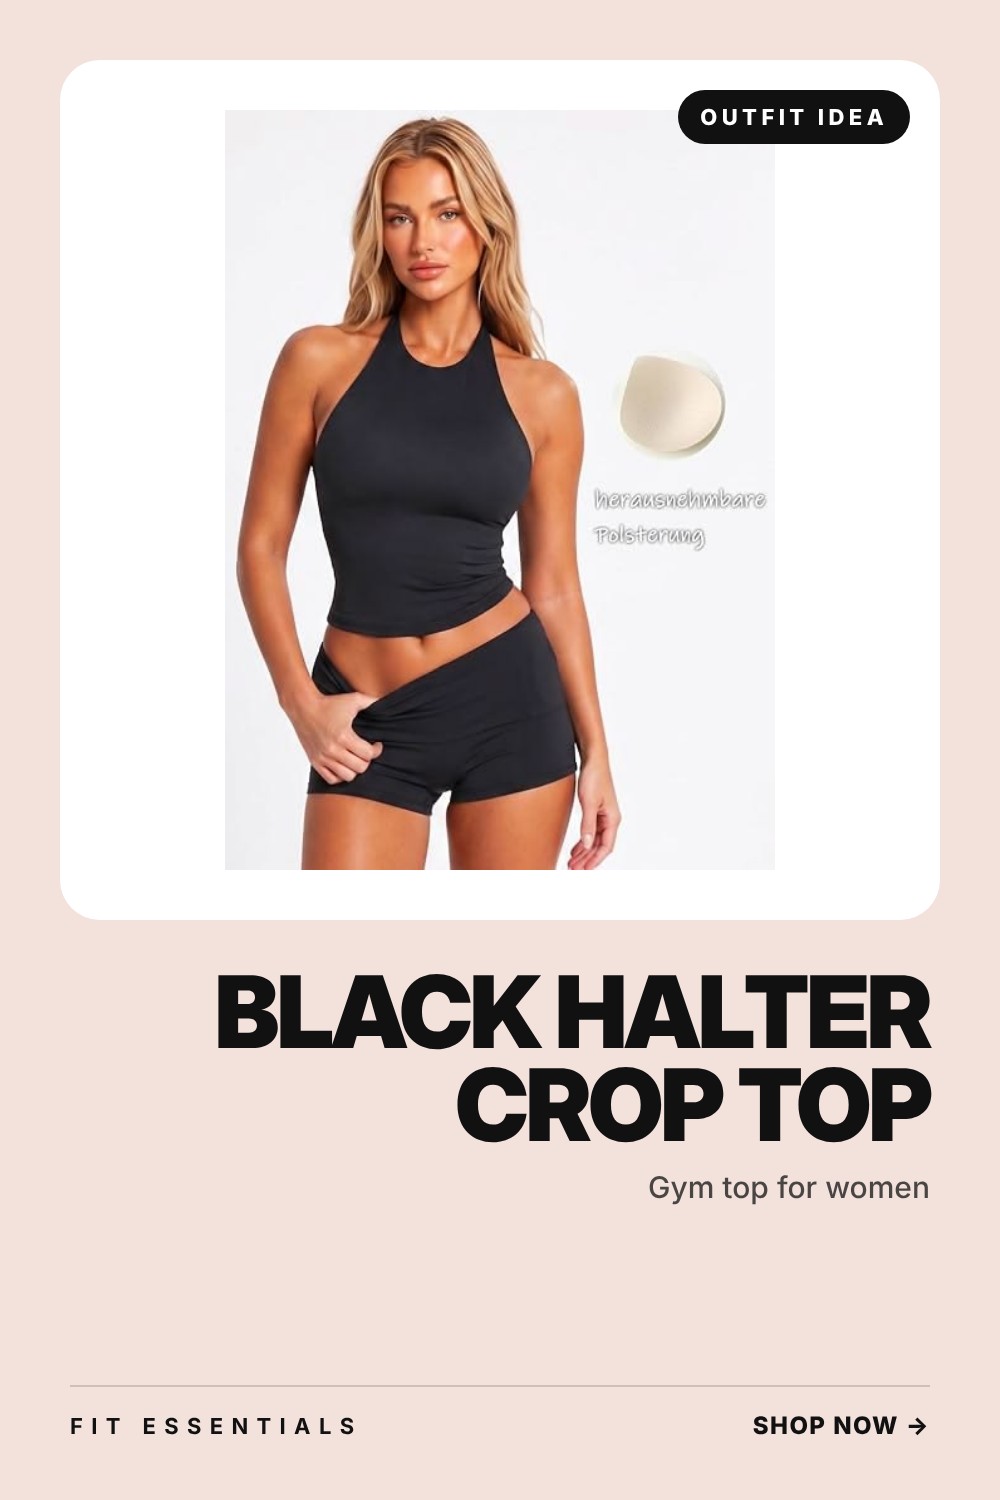 OUTFIT IDEA
herausnehmbare
Polsterung
BLACK HALTER
CROP TOP
Gym top for women
FIT ESSENTIALS
SHOP NOW →